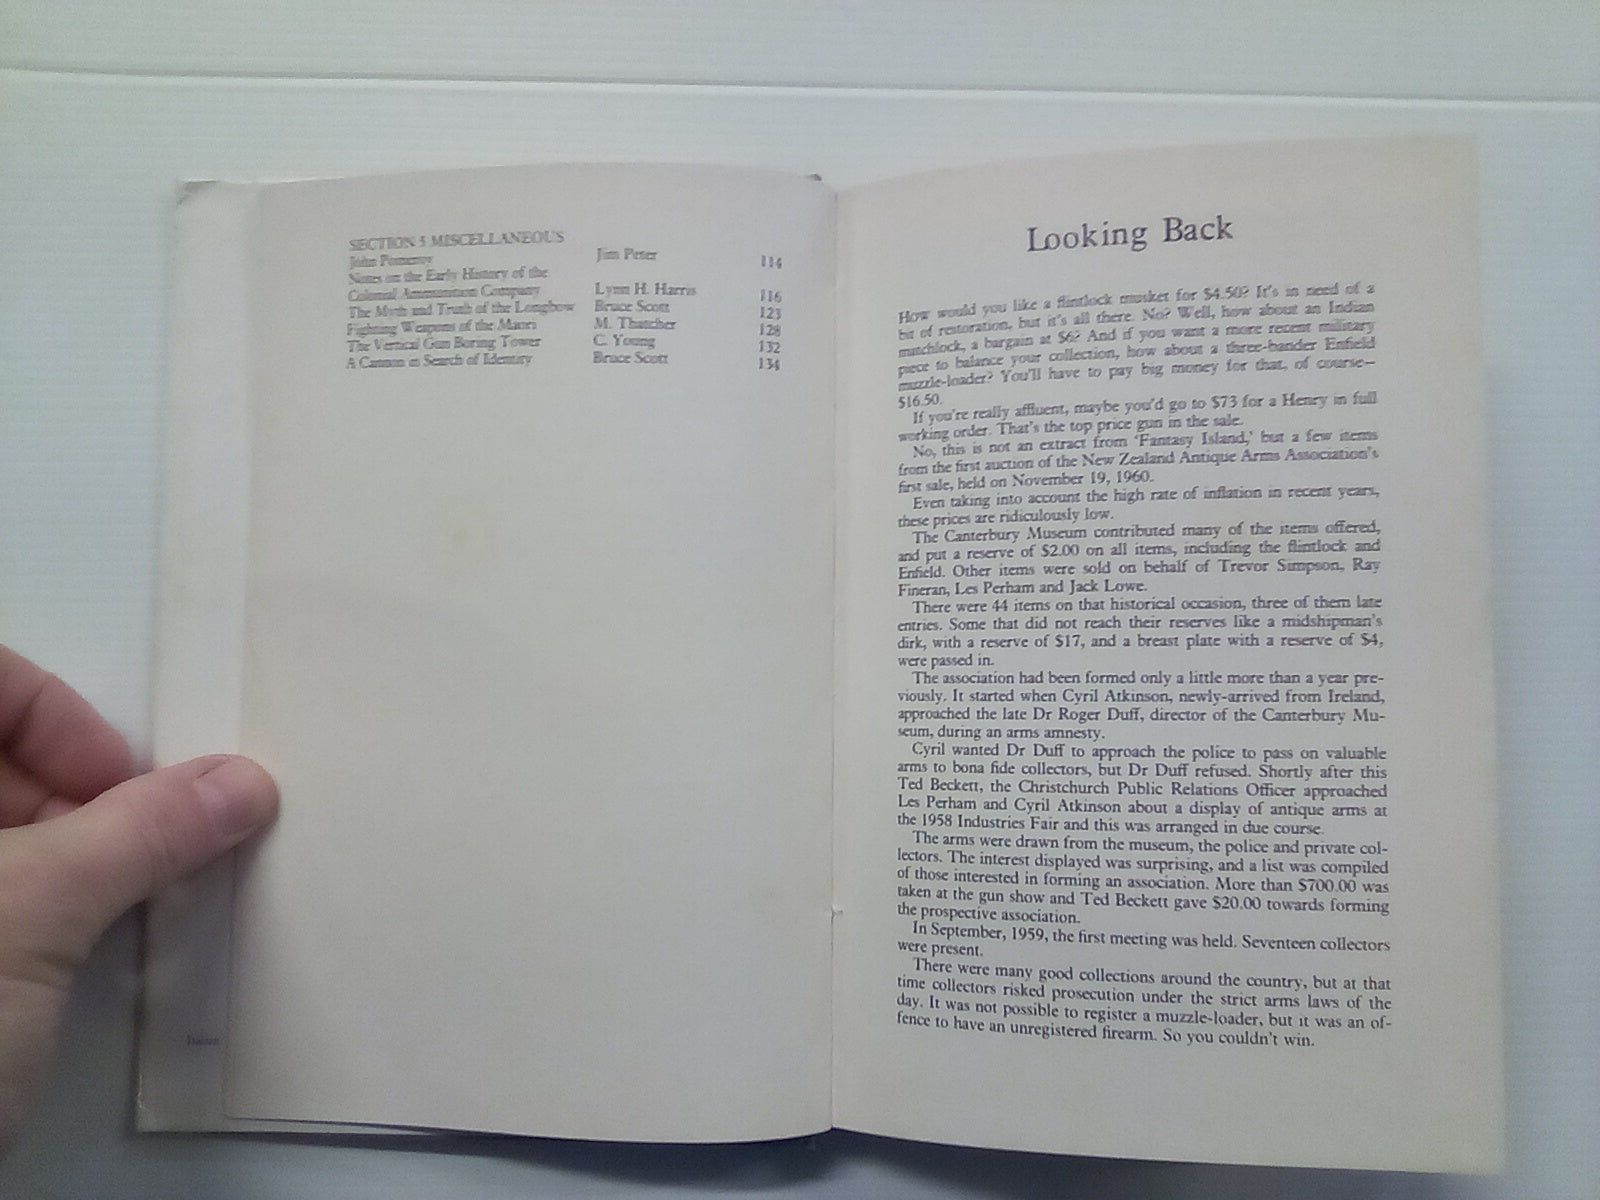 SECTION 5 MISCELLANEOUS
John Pomeroy Jim Peter 114
Notes on the Early History of the
Colonial Ammunition Company Lynn H. Harris 116
The Myth and Truth of the Longbow Bruce Scott 123
Fighting Weapons of the Maori M. Thatcher 128
The Vertical Gun Boring Tower C. Young 132
A Cannon in Search of Identity Bruce Scott 134
Looking Back
How would you like a flintlock musket for $4.50? It's in need of a
bit of restoration, but it's all there. No? Well, how about an Indian
matchlock, a bargain at $6? And if you want a more recent military
piece to balance your collection, how about a three-bander Enfield
muzzle-loader? You'll have to pay big money for that, of course—
$16.50.
If you're really affluent, maybe you'd go to $73 for a Henry in full
working order. That's the top price gun in the sale.
No, this is not an extract from 'Fantasy Island,' but a few items
from the first auction of the New Zealand Antique Arms Association's
first sale, held on November 19, 1960.
Even taking into account the high rate of inflation in recent years,
these prices are ridiculously low.
The Canterbury Museum contributed many of the items offered,
and put a reserve of $2.00 on all items, including the flintlock and
Enfield. Other items were sold on behalf of Trevor Simpson, Ray
Fineran, Les Perham and Jack Lowe.
There were 44 items on that historical occasion, three of them late
entries. Some that did not reach their reserves like a midshipman's
dirk, with a reserve of $17, and a breast plate with a reserve of $4,
were passed in.
The association had been formed only a little more than a year pre-
viously. It started when Cyril Atkinson, newly-arrived from Ireland,
approached the late Dr Roger Duff, director of the Canterbury Mu-
seum, during an arms amnesty.
Cyril wanted Dr Duff to approach the police to pass on valuable
arms to bona fide collectors, but Dr Duff refused. Shortly after this
Ted Beckett, the Christchurch Public Relations Officer approached
Les Perham and Cyril Atkinson about a display of antique arms at
the 1958 Industries Fair and this was arranged in due course.
The arms were drawn from the museum, the police and private col-
lectors. The interest displayed was surprising, and a list was compiled
of those interested in forming an association. More than $700.00 was
taken at the gun show and Ted Beckett gave $20.00 towards forming
the prospective association.
In September, 1959, the first meeting was held. Seventeen collectors
were present.
There were many good collections around the country, but at that
time collectors risked prosecution under the strict arms laws of the
day. It was not possible to register a muzzle-loader, but it was an of-
fence to have an unregistered firearm. So you couldn't win.